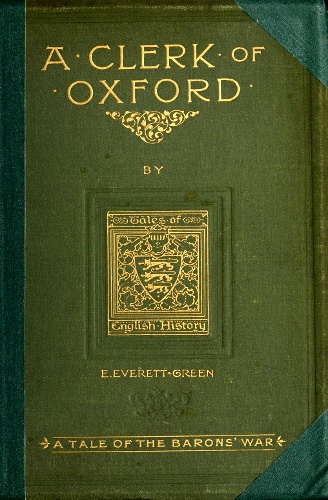 A·CLERK·OF
·OXFORD·
BY
Tales of
English·History
E. EVERETT-GREEN
A TALE OF THE BARONS' WAR